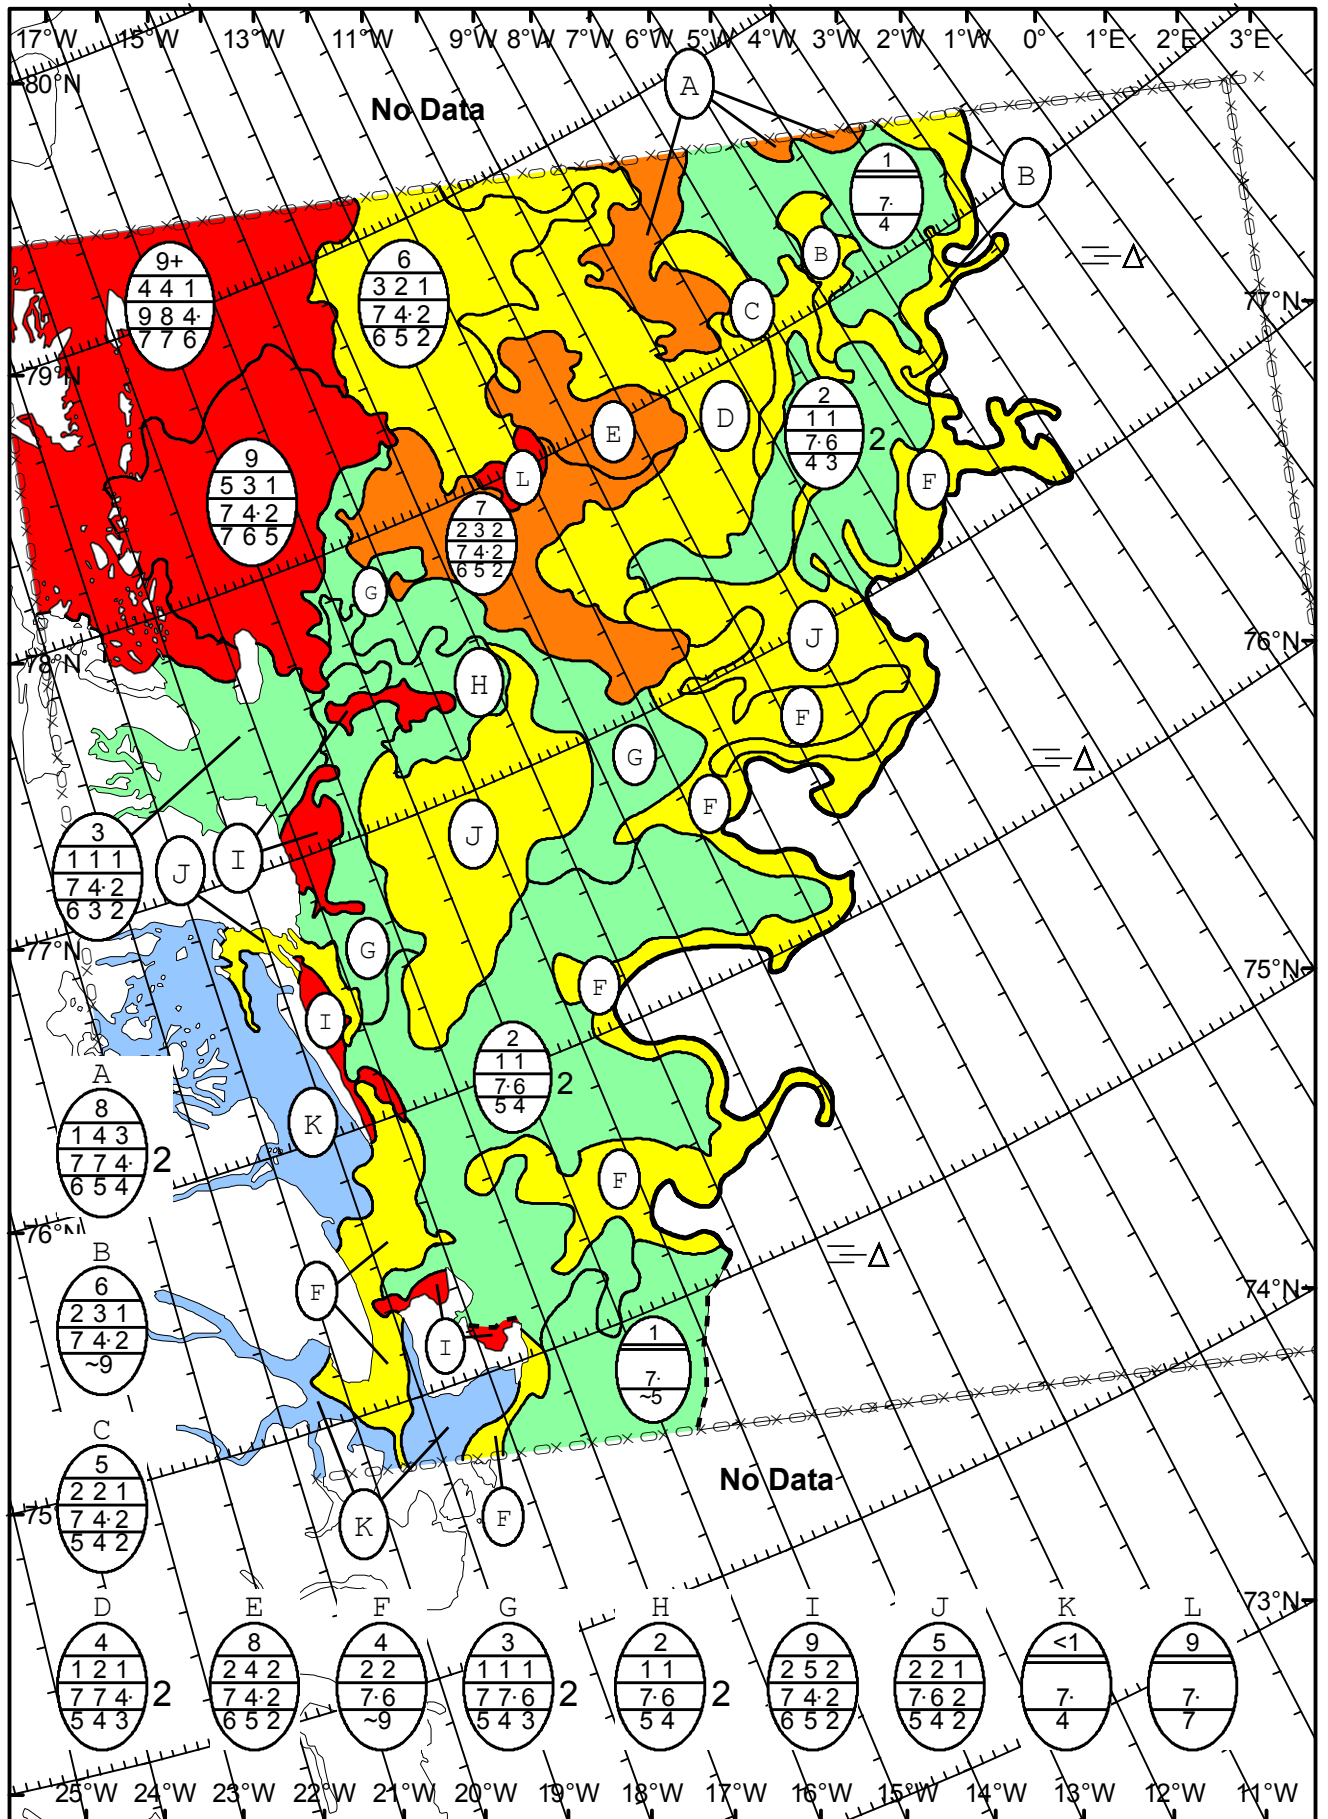 17°W 15°W 13°W 11°W 9°W 8°W 7°W 6°W 5 4°W 3°W 2°W 1°W 0° 1°E 2°E 3°E
80°N
No Data
A
B
1
7·
4
B
9+
4 4 1
9 8 4·
7 7 6
6
3 2 1
7 4·2
6 5 2
C
77°N
79°N
D
E
2
1 1
7·6
4 3
2
9
5 3 1
7 4·2
7 6 5
L
F
7
2 3 2
7 4·2
6 5 2
G
78°N
J
76°N
H
F
G
F
3
1 1 1
7 4·2
6 3 2
J
I
J
77°N
G
75°N
F
I
2
1 1
7·6
5 4
2
K
A
8
1 4 3
7 7 4·
6 5 4
2
F
76°N
B
6
2 3 1
7 4·2
~9
F
74°N
I
1
7·
~5
C
5
2 2 1
7 4·2
5 4 2
No Data
75°
K
F
73°N
D E F G H I J K L
4
1 2 1
7 7 4·
5 4 3
2
8
2 4 2
7 4·2
6 5 2
4
2 2
7·6
~9
3
1 1 1
7 7·6
5 4 3
2
2
1 1
7·6
5 4
2
9
2 5 2
7 4·2
6 5 2
5
2 2 1
7·6 2
5 4 2
<1
7·
4
9
7·
7
25°W 24°W 23°W 22°W 21°W 20°W 19°W 18°W 17°W 16°W 15°W 14°W 13°W 12°W 11°W